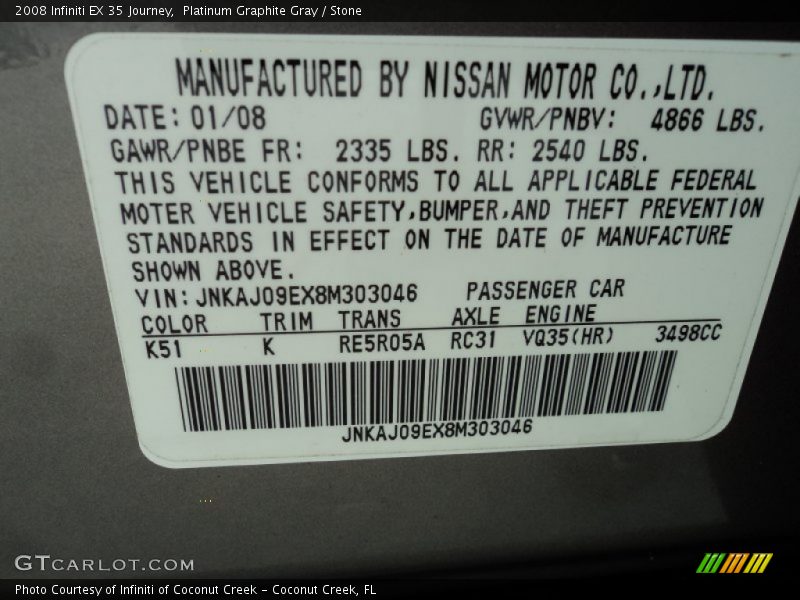 2008 Infiniti EX 35 Journey, Platinum Graphite Gray / Stone
MANUFACTURED BY NISSAN MOTOR CO.,LTD.
DATE: 01/08 GVWR/PNBV: 4866 LBS.
GAWR/PNBE FR: 2335 LBS. RR: 2540 LBS.
THIS VEHICLE CONFORMS TO ALL APPLICABLE FEDERAL
MOTER VEHICLE SAFETY,BUMPER,AND THEFT PREVENTION
STANDARDS IN EFFECT ON THE DATE OF MANUFACTURE
SHOWN ABOVE.
VIN: JNKAJ09EX8M303046 PASSENGER CAR
COLOR TRIM TRANS AXLE ENGINE
K51 K RE5R05A RC31 VQ35(HR) 3498CC
JNKAJ09EX8M303046
GTCARLOT.COM
Photo Courtesy of Infiniti of Coconut Creek - Coconut Creek, FL